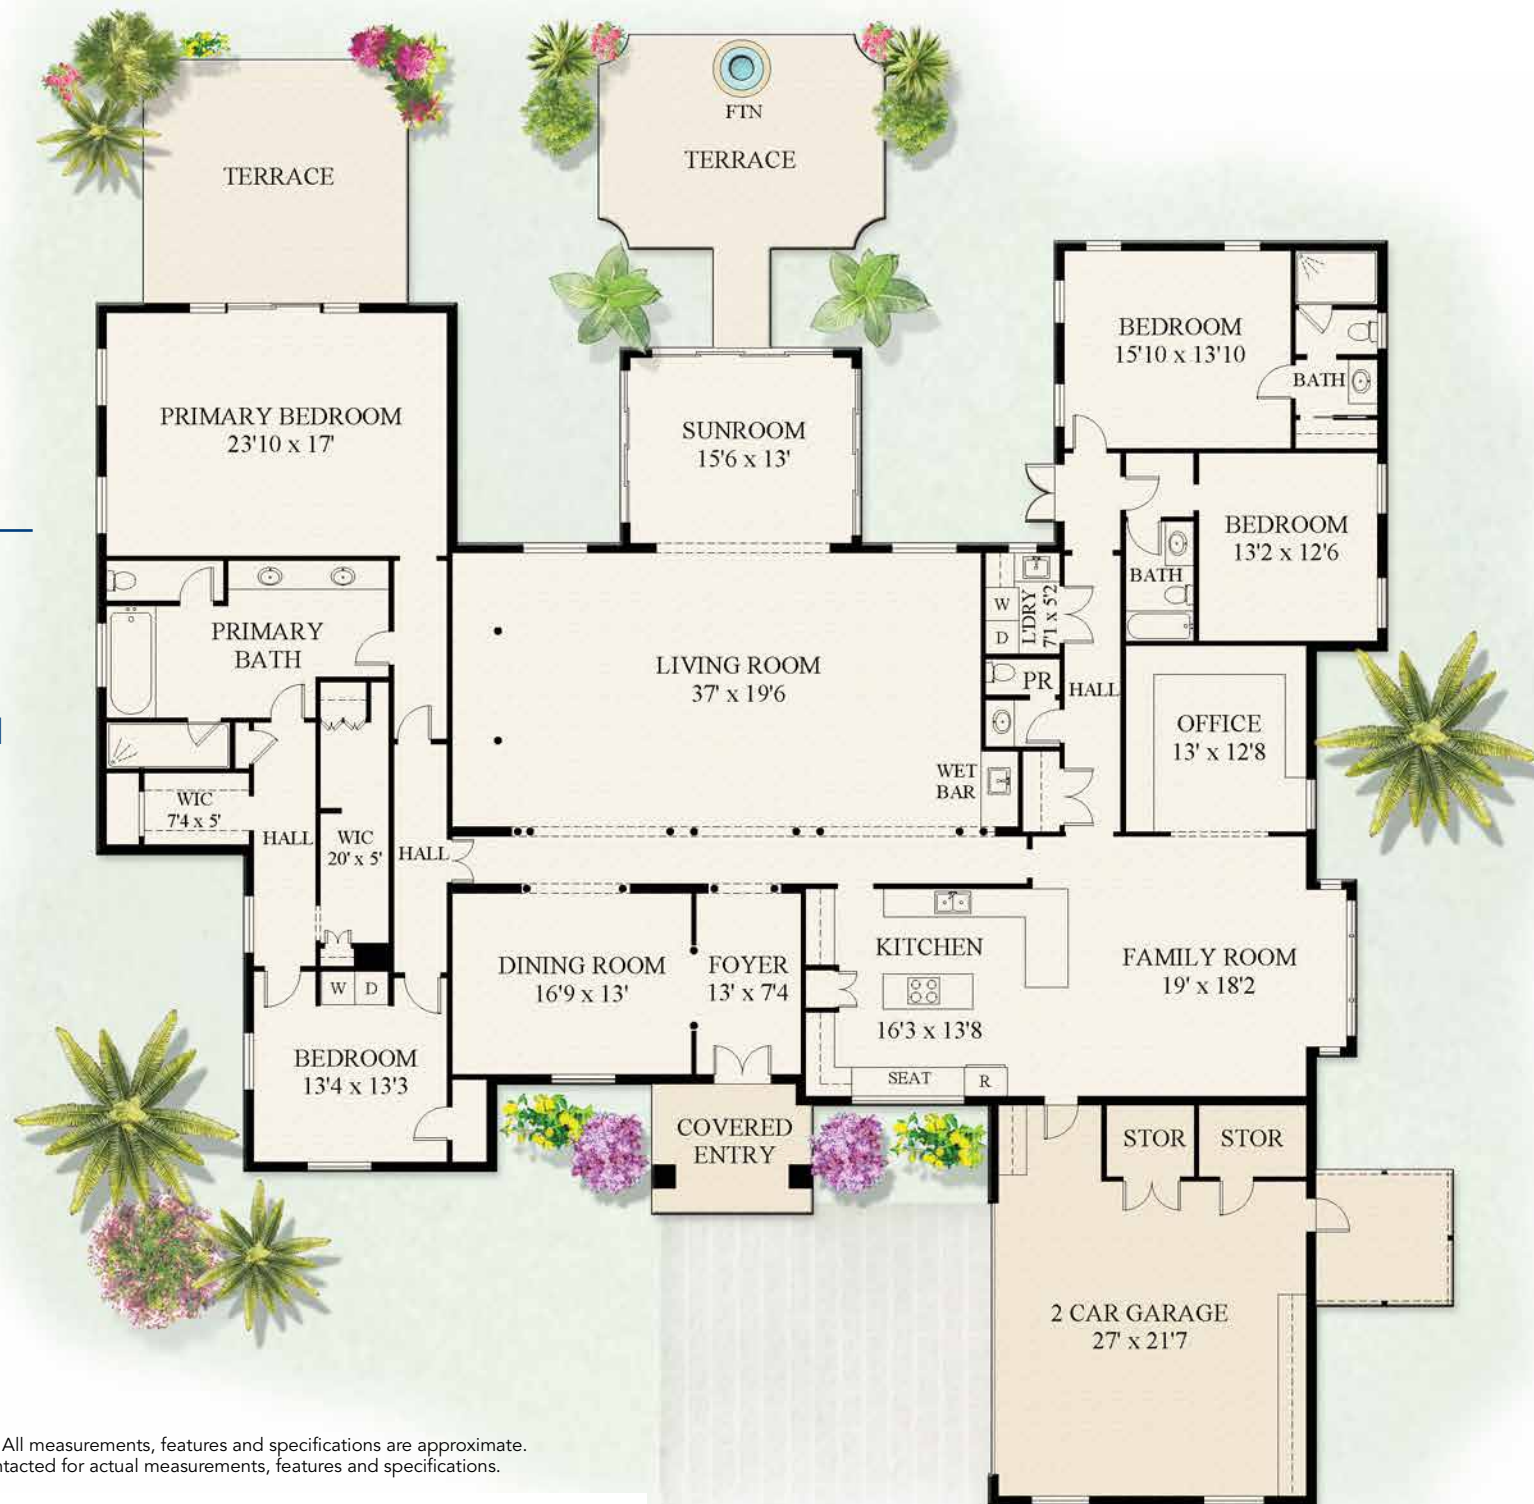 FTN
TERRACE
TERRACE
BEDROOM
15'10 x 13'10
BATH
PRIMARY BEDROOM
23'10 x 17'
SUNROOM
15'6 x 13'
BEDROOM
13'2 x 12'6
BATH
W
D
L'DRY
7'1 x 5'2
PRIMARY
BATH
LIVING ROOM
37' x 19'6
PR
HALL
OFFICE
13' x 12'8
WET
BAR
WIC
7'4 x 5'
HALL
WIC
20' x 5'
HALL
KITCHEN
16'3 x 13'8
DINING ROOM
16'9 x 13'
FOYER
13' x 7'4
FAMILY ROOM
19' x 18'2
W D
BEDROOM
13'4 x 13'3
SEAT
R
COVERED
ENTRY
STOR
STOR
2 CAR GARAGE
27' x 21'7
All measurements, features and specifications are approximate.
ntacted for actual measurements, features and specifications.